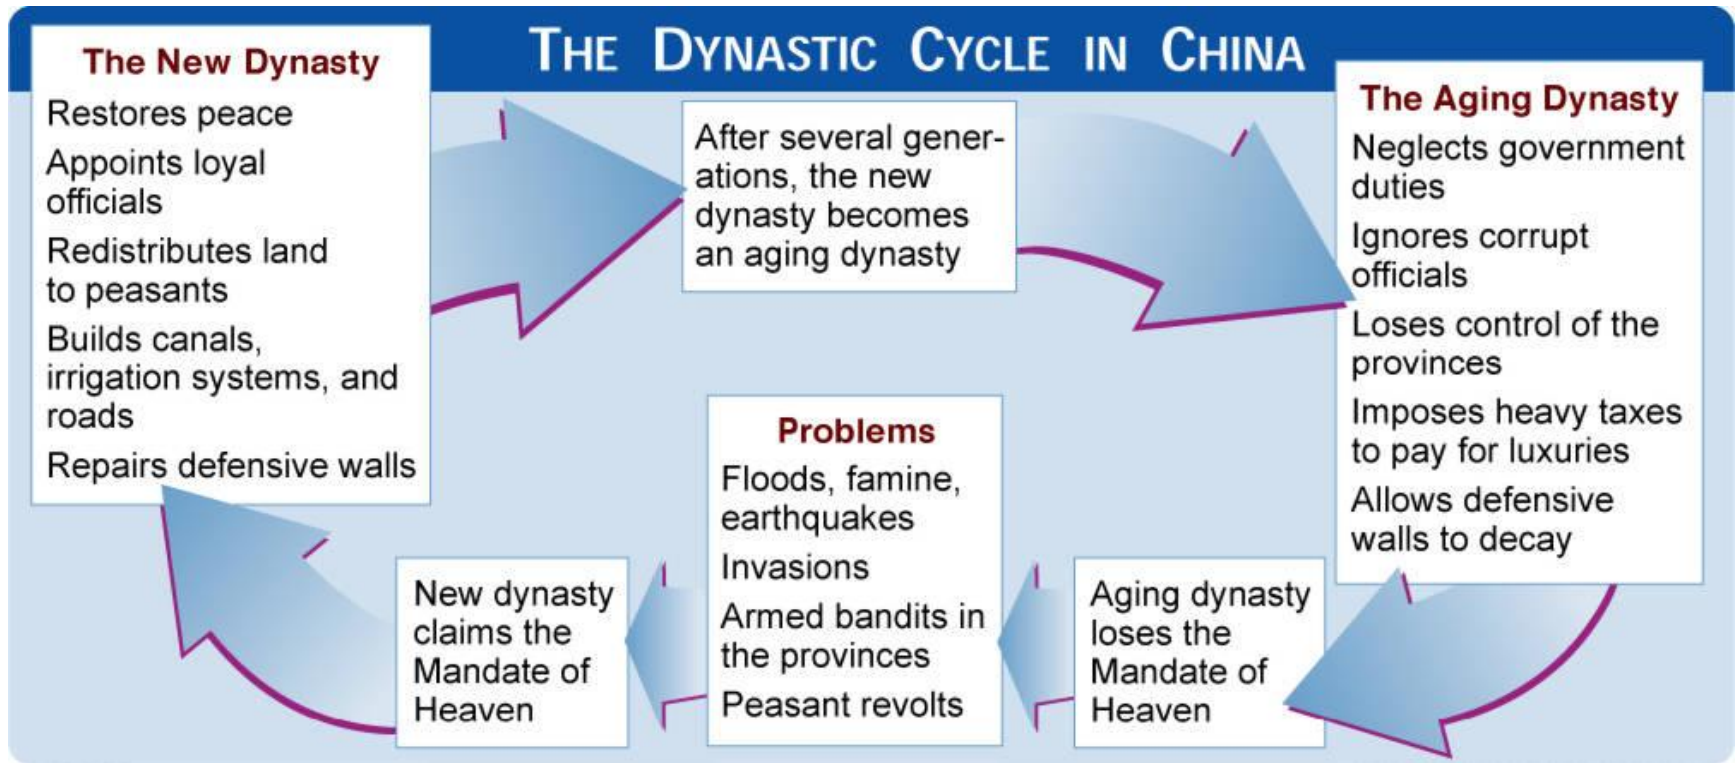 THE DYNASTIC CYCLE IN CHINA
The New Dynasty
Restores peace
Appoints loyal
officials
Redistributes land
to peasants
Builds canals,
irrigation systems, and
roads
Repairs defensive walls
After several gener-
ations, the new
dynasty becomes
an aging dynasty
The Aging Dynasty
Neglects government
duties
Ignores corrupt
officials
Loses control of the
provinces
Imposes heavy taxes
to pay for luxuries
Allows defensive
walls to decay
Aging dynasty
loses the
Mandate of
Heaven
Problems
Floods, famine,
earthquakes
Invasions
Armed bandits in
the provinces
Peasant revolts
New dynasty
claims the
Mandate of
Heaven